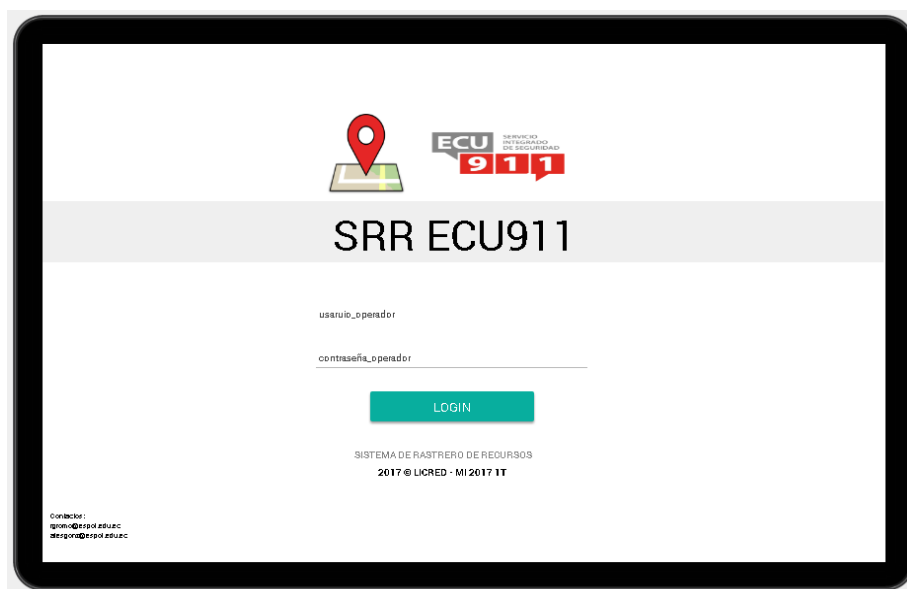 ECU
911
SERVICIO
INTEGRADO
DE SEGURIDAD
SRR ECU911
usaruio_operador
contraseña_operador
LOGIN
SISTEMA DE RASTRERO DE RECURSOS
2017 © LICRED - MI 2017 1T
Contactos: